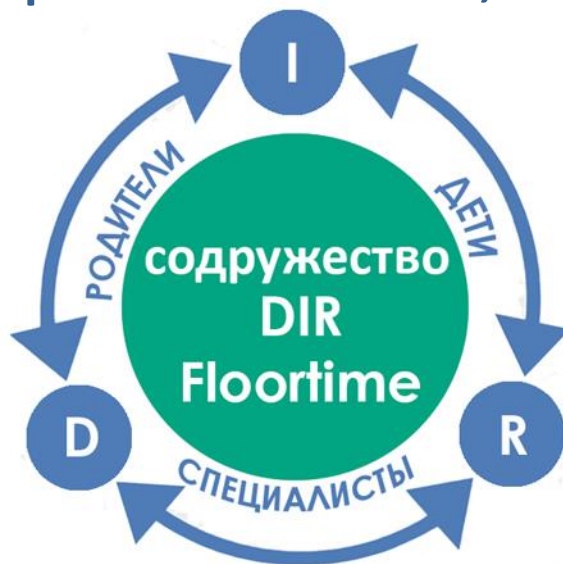 I
РОДИТЕЛИ
ДЕТИ
содружество
DIR
Floortime
D
R
СПЕЦИАЛИСТЫ